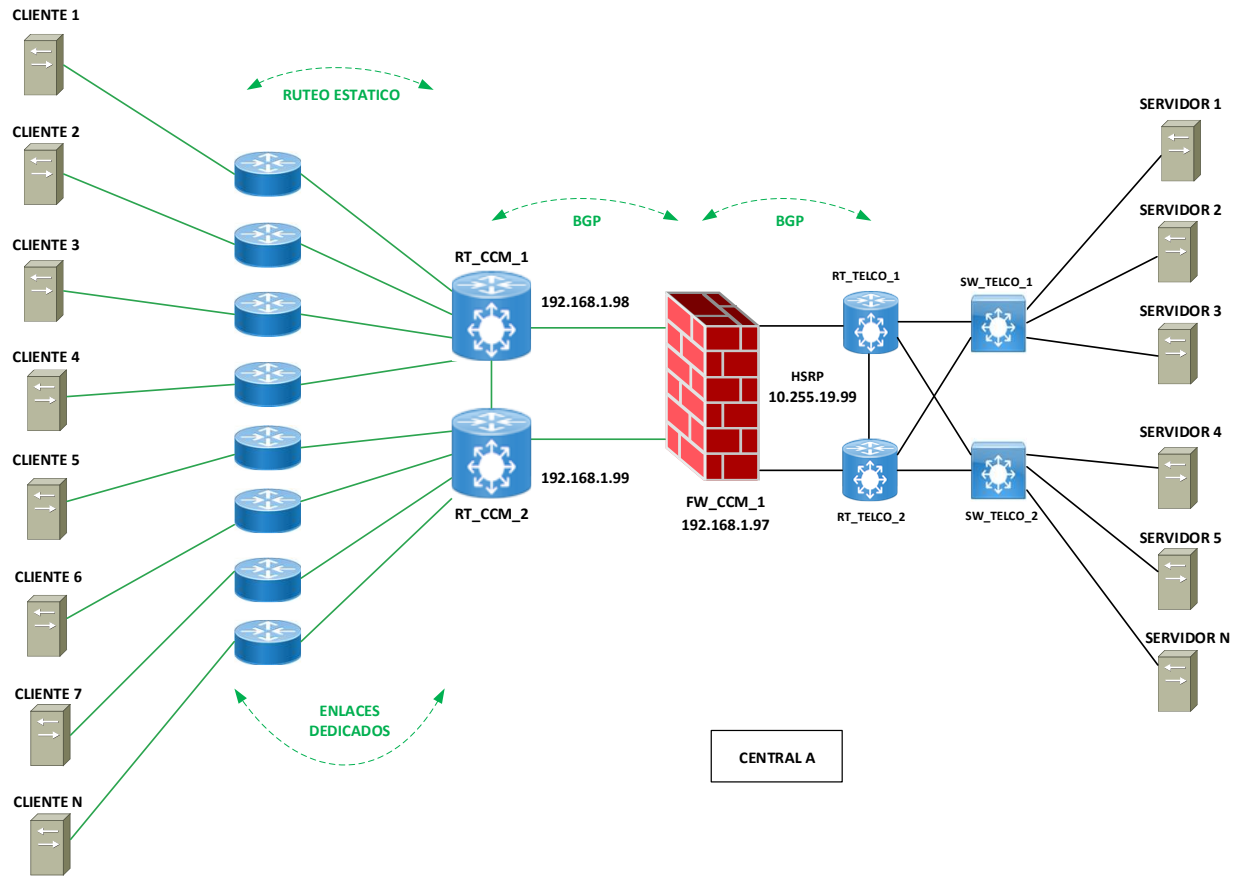 CLIENTE 1
CLIENTE 2
CLIENTE 3
CLIENTE 4
CLIENTE 5
CLIENTE 6
CLIENTE 7
CLIENTE N
RUTEO ESTATICO
ENLACES
DEDICADOS
BGP
BGP
RT_CCM_1
192.168.1.98
RT_CCM_2
192.168.1.99
FW_CCM_1
192.168.1.97
HSRP
10.255.19.99
RT_TELCO_1
RT_TELCO_2
SW_TELCO_1
SW_TELCO_2
SERVIDOR 1
SERVIDOR 2
SERVIDOR 3
SERVIDOR 4
SERVIDOR 5
SERVIDOR N
CENTRAL A